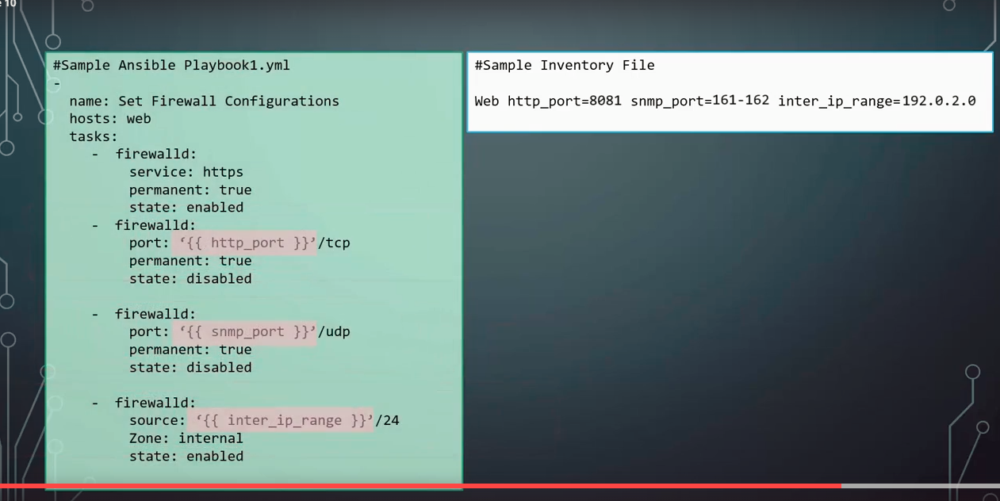 e 10
#Sample Ansible Playbook1.yml
-
name: Set Firewall Configurations
hosts: web
tasks:
- firewalld:
service: https
permanent: true
state: enabled
- firewalld:
port: ‘{{ http_port }}’/tcp
permanent: true
state: disabled
- firewalld:
port: ‘{{ snmp_port }}’/udp
permanent: true
state: disabled
- firewalld:
source: ‘{{ inter_ip_range }}’/24
Zone: internal
state: enabled
#Sample Inventory File
Web http_port=8081 snmp_port=161-162 inter_ip_range=192.0.2.0